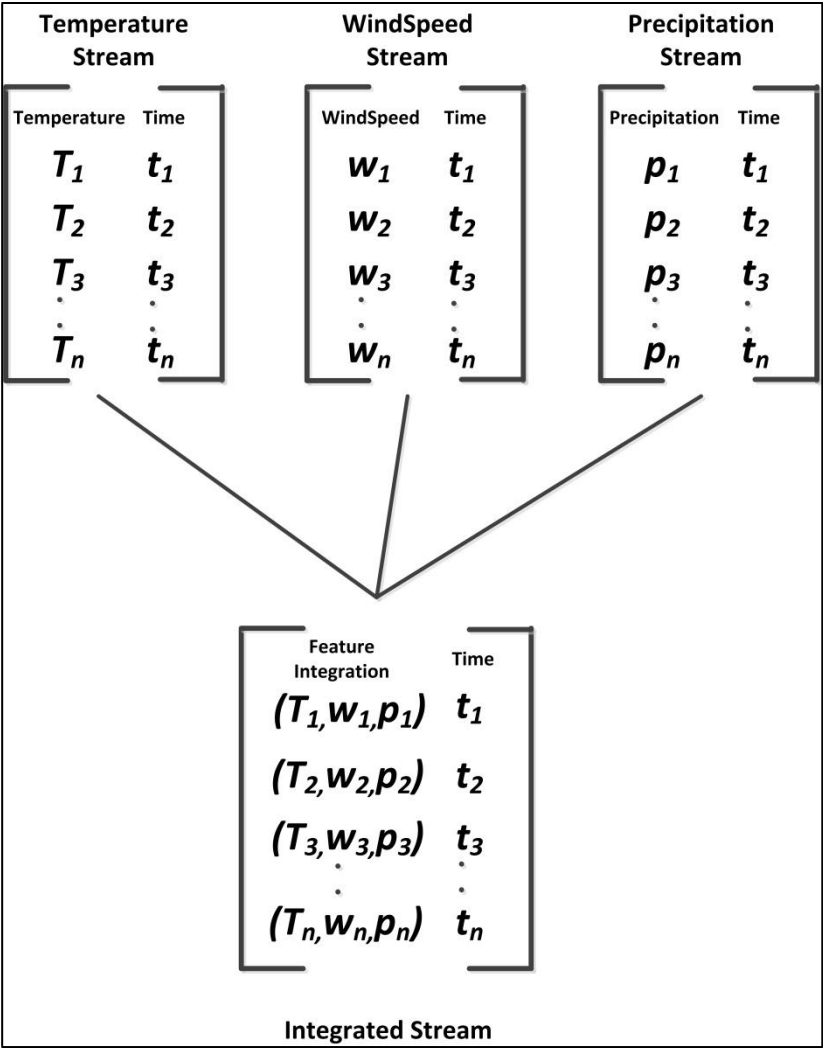 Temperature Stream
WindSpeed Stream
Precipitation Stream
Temperature Time
T1 t1
T2 t2
T3 t3
. .
. .
Tn tn
WindSpeed Time
w1 t1
w2 t2
w3 t3
. .
. .
wn tn
Precipitation Time
p1 t1
p2 t2
p3 t3
. .
. .
pn tn
Feature Integration Time
(T1,w1,p1) t1
(T2,w2,p2) t2
(T3,w3,p3) t3
. .
. .
(Tn,wn,pn) tn
Integrated Stream